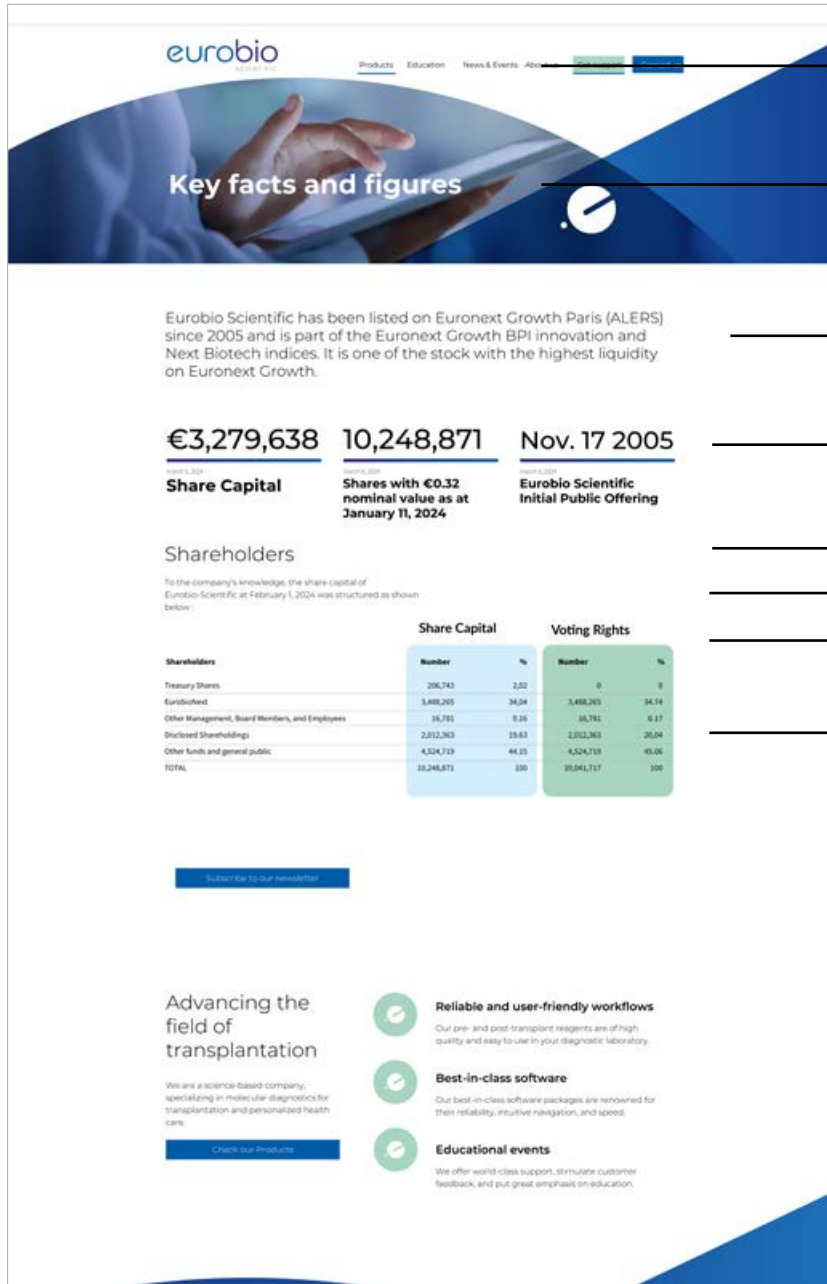 eurobio
SCIENTIFIC
Products Education News & Events About us Get support Contact
Key facts and figures
Eurobio Scientific has been listed on Euronext Growth Paris (ALERS)
since 2005 and is part of the Euronext Growth BPI innovation and
Next Biotech indices. It is one of the stock with the highest liquidity
on Euronext Growth.
€3,279,638 10,248,871 Nov. 17 2005
Share Capital
Shares with €0.32
nominal value as at
January 11, 2024
Eurobio Scientific
Initial Public Offering
Shareholders
To the company's knowledge, the share capital of
Eurobio-Scientific at February 1, 2024 was structured as shown
below :
Share Capital Voting Rights
Shareholders Number % Number %
Treasury Shares 206,743 2,02 0 0
EurobioNext 3,488,265 34,04 3,488,265 34.74
Other Management, Board Members, and Employees 16,781 0.16 16,781 0.17
Disclosed Shareholdings 2,012,363 19.63 2,012,363 20,04
Other funds and general public 4,524,719 44.15 4,524,719 45.06
TOTAL 10,248,871 100 10,041,717 100
Subscribe to our newsletter
Advancing the
field of
transplantation
We are a science-based company,
specializing in molecular diagnostics for
transplantation and personalized health
care.
Check our Products
Reliable and user-friendly workflows
Our pre- and post-transplant reagents are of high
quality and easy to use in your diagnostic laboratory.
Best-in-class software
Our best-in-class software packages are renowned for
their reliability, intuitive navigation, and speed.
Educational events
We offer world-class support, stimulate customer
feedback, and put great emphasis on education.